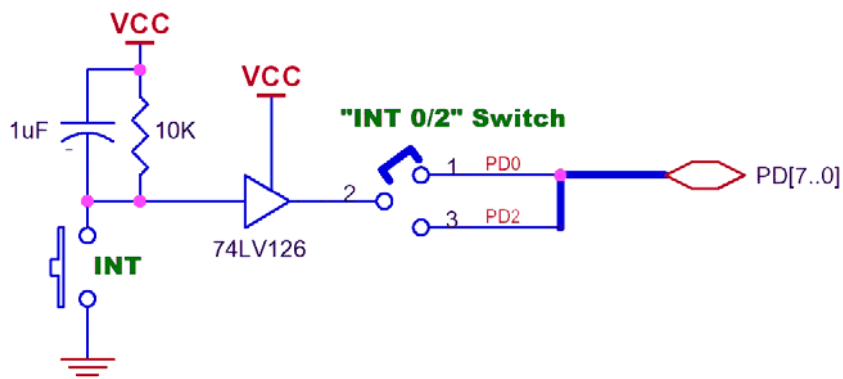 VCC
VCC
"INT 0/2" Switch
1uF
10K
1
PD0
PD[7..0]
2
3
PD2
74LV126
INT